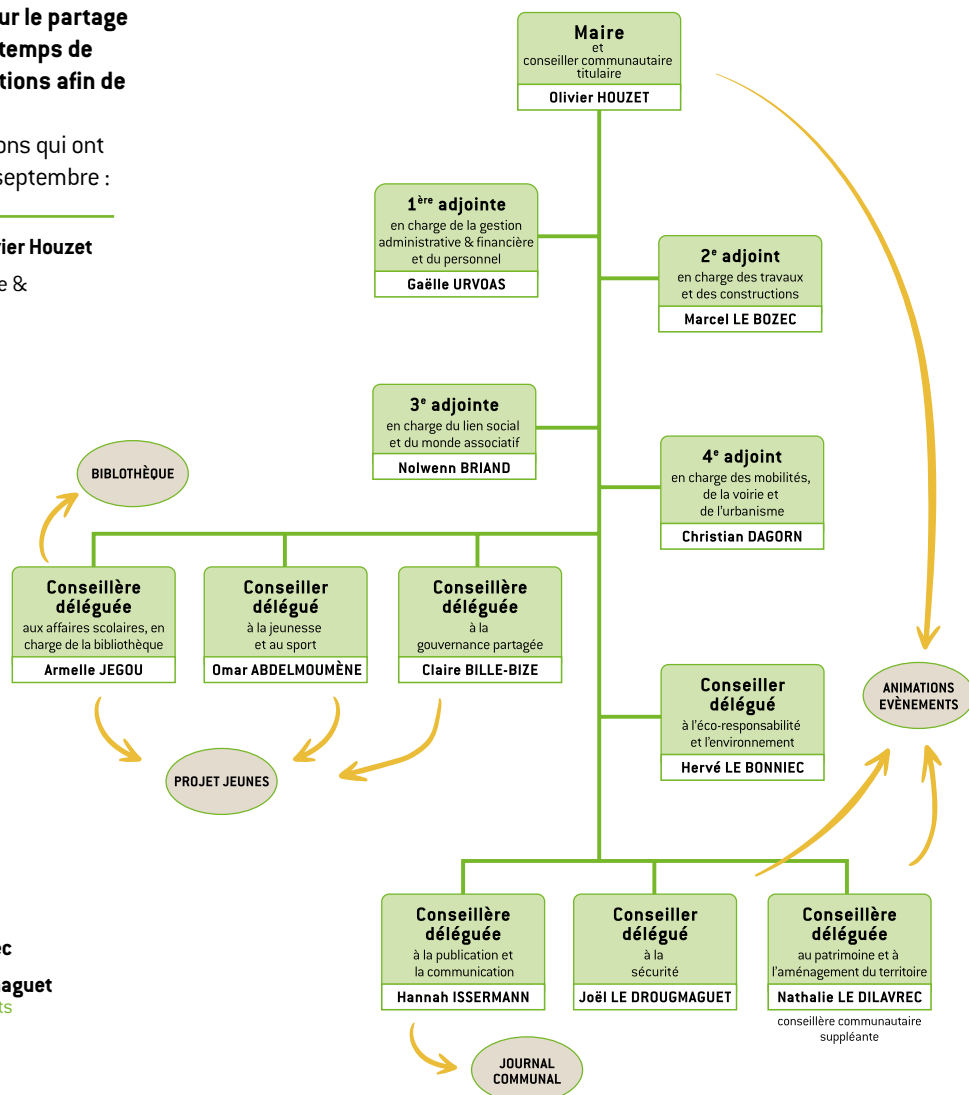 ur le partage
temps de
tions afin de
ons qui ont
septembre :
vier Houzet
e &
ec
naguet
ts
Maire
et
conseiller communautaire
titulaire
Olivier HOUZET
1ère adjointe
en charge de la gestion
administrative & financière
et du personnel
Gaëlle URVOAS
2e adjoint
en charge des travaux
et des constructions
Marcel LE BOZEC
3e adjointe
en charge du lien social
et du monde associatif
Nolwenn BRIAND
4e adjoint
en charge des mobilités,
de la voirie et
de l'urbanisme
Christian DAGORN
BIBLOTHÈQUE
Conseillère
déléguée
aux affaires scolaires, en
charge de la bibliothèque
Armelle JEGOU
Conseiller
délégué
à la jeunesse
et au sport
Omar ABDELMOUMÈNE
Conseillère
déléguée
à la
gouvernance partagée
Claire BILLE-BIZE
PROJET JEUNES
Conseiller
délégué
à l'éco-responsabilité
et l'environnement
Hervé LE BONNIEC
ANIMATIONS
EVÈNEMENTS
Conseillère
déléguée
à la publication et
la communication
Hannah ISSERMANN
Conseiller
délégué
à la
sécurité
Joël LE DROUGMAGUET
Conseillère
déléguée
au patrimoine et à
l'aménagement du territoire
Nathalie LE DILAVREC
conseillère communautaire
suppléante
JOURNAL
COMMUNAL